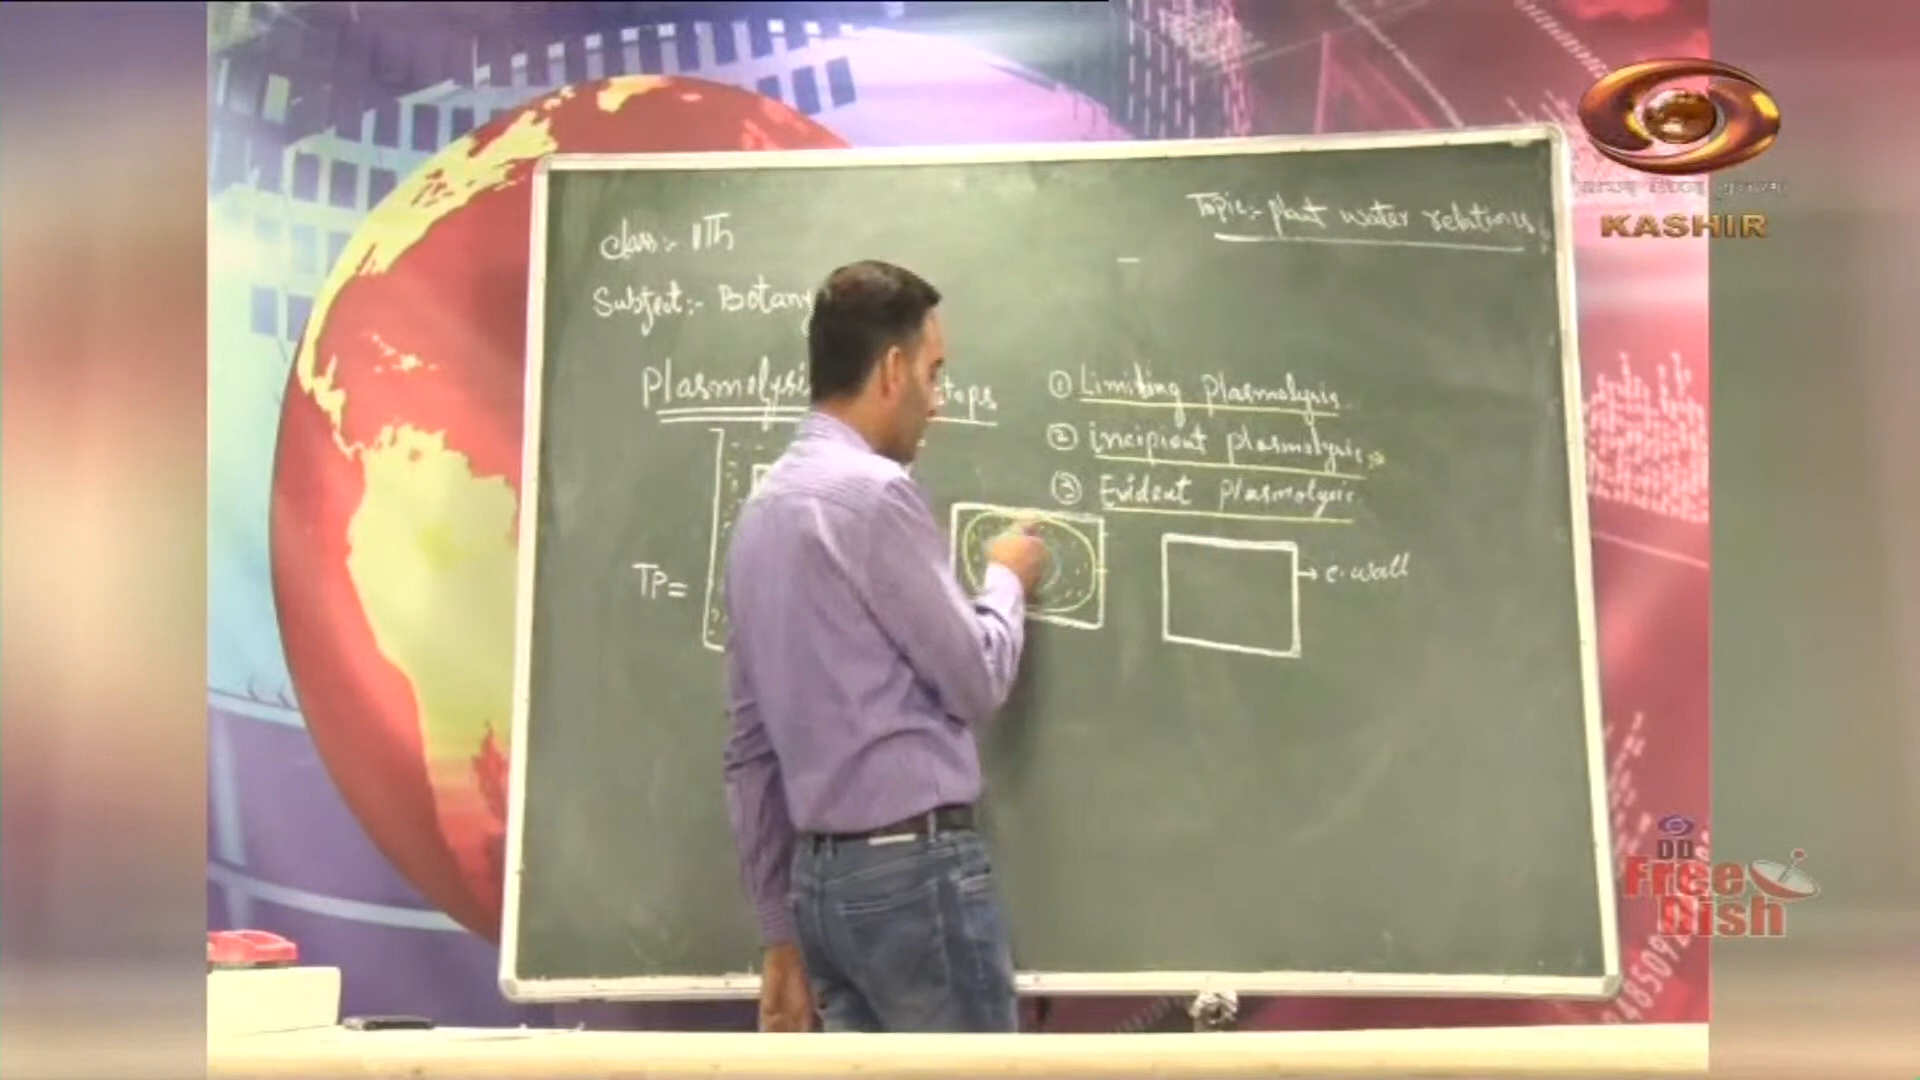 Class:- 11Th
Topic:- plant water relations
Subject:- Botany
Plasmolysis
① Limiting plasmolysis
② incipient plasmolysis
③ Evident plasmolysis
TP=
c. wall
KASHIR
DD
Free
Dish